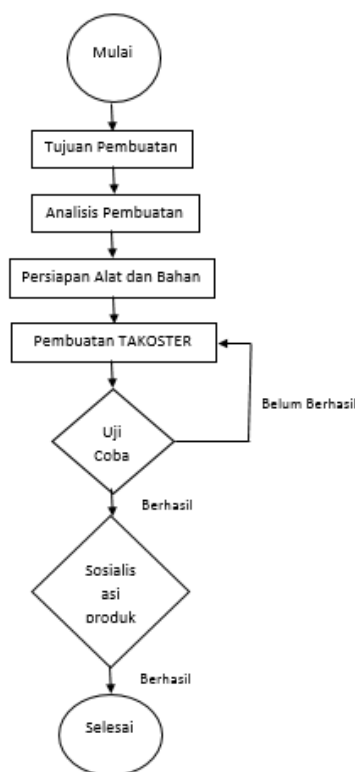 Mulai
Tujuan Pembuatan
Analisis Pembuatan
Persiapan Alat dan Bahan
Pembuatan TAKOSTER
Belum Berhasil
Uji
Coba
Berhasil
Sosialis
asi
produk
Berhasil
Selesai